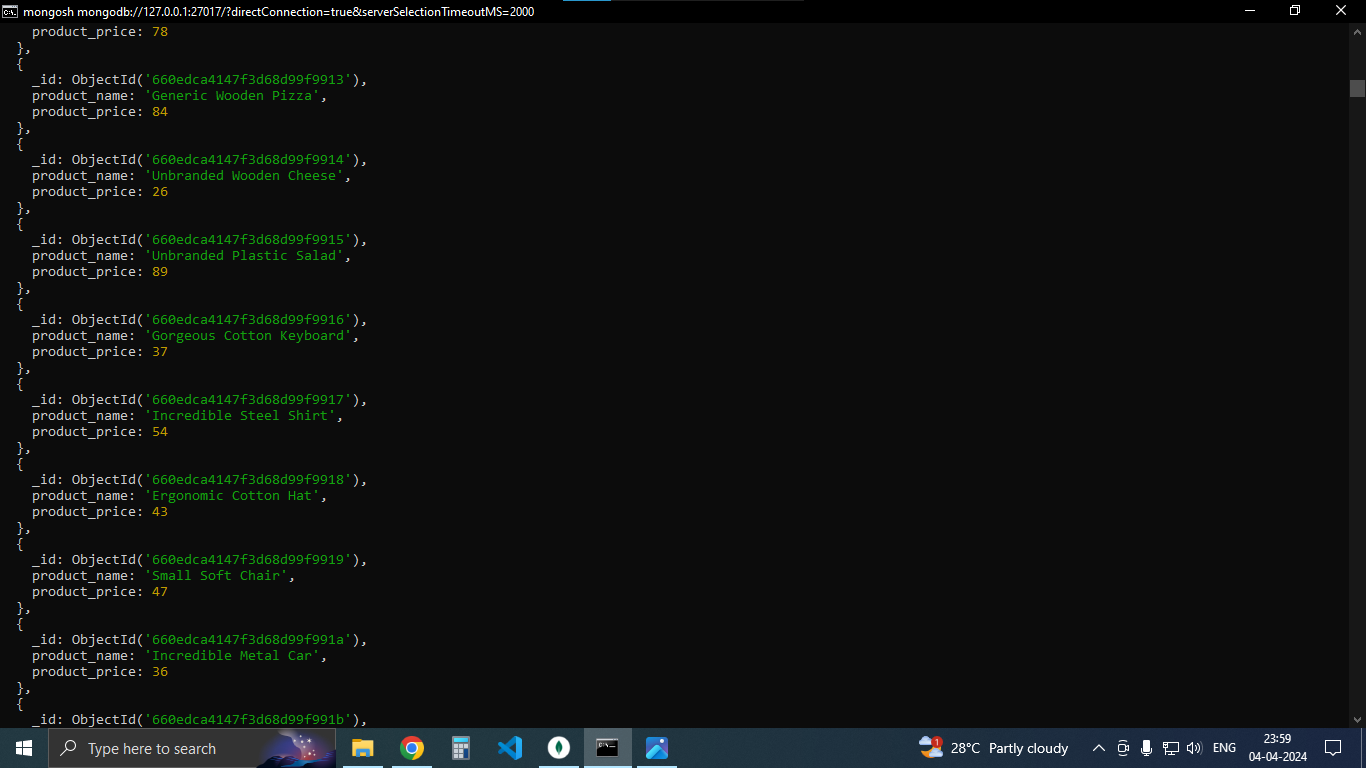 mongosh mongodb://127.0.0.1:27017/?directConnection=true&serverSelectionTimeoutMS=2000
product_price: 78
},
{
_id: ObjectId('660edca4147f3d68d99f9913'),
product_name: 'Generic Wooden Pizza',
product_price: 84
},
{
_id: ObjectId('660edca4147f3d68d99f9914'),
product_name: 'Unbranded Wooden Cheese',
product_price: 26
},
{
_id: ObjectId('660edca4147f3d68d99f9915'),
product_name: 'Unbranded Plastic Salad',
product_price: 89
},
{
_id: ObjectId('660edca4147f3d68d99f9916'),
product_name: 'Gorgeous Cotton Keyboard',
product_price: 37
},
{
_id: ObjectId('660edca4147f3d68d99f9917'),
product_name: 'Incredible Steel Shirt',
product_price: 54
},
{
_id: ObjectId('660edca4147f3d68d99f9918'),
product_name: 'Ergonomic Cotton Hat',
product_price: 43
},
{
_id: ObjectId('660edca4147f3d68d99f9919'),
product_name: 'Small Soft Chair',
product_price: 47
},
{
_id: ObjectId('660edca4147f3d68d99f991a'),
product_name: 'Incredible Metal Car',
product_price: 36
},
{
_id: ObjectId('660edca4147f3d68d99f991b'),
Type here to search
1
28°C Partly cloudy
ENG
23:59
04-04-2024